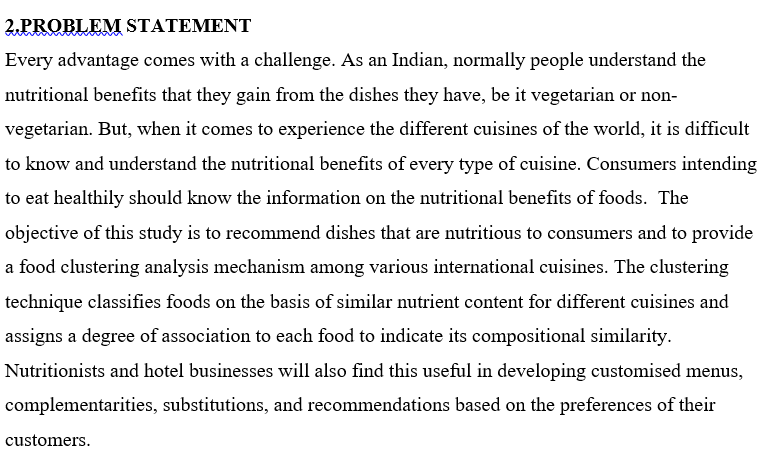 2.PROBLEM STATEMENT
Every advantage comes with a challenge. As an Indian, normally people understand the
nutritional benefits that they gain from the dishes they have, be it vegetarian or non-
vegetarian. But, when it comes to experience the different cuisines of the world, it is difficult
to know and understand the nutritional benefits of every type of cuisine. Consumers intending
to eat healthily should know the information on the nutritional benefits of foods.  The
objective of this study is to recommend dishes that are nutritious to consumers and to provide
a food clustering analysis mechanism among various international cuisines. The clustering
technique classifies foods on the basis of similar nutrient content for different cuisines and
assigns a degree of association to each food to indicate its compositional similarity.
Nutritionists and hotel businesses will also find this useful in developing customised menus,
complementarities, substitutions, and recommendations based on the preferences of their
customers.